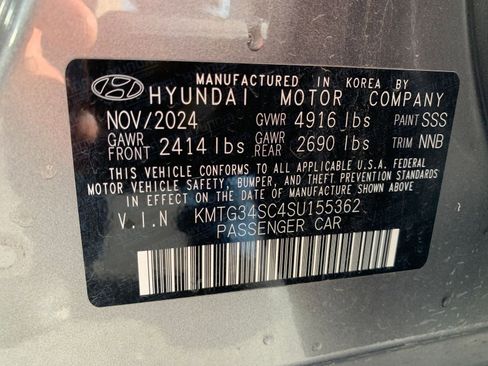 MANUFACTURED IN KOREA BY
HYUNDAI MOTOR COMPANY
NOV/2024 GVWR 4916 lbs PAINT SSS
GAWR FRONT 2414 lbs GAWR REAR 2690 lbs TRIM NNB
THIS VEHICLE CONFORMS TO ALL APPLICABLE U.S.A. FEDERAL
MOTOR VEHICLE SAFETY, BUMPER, AND THEFT PREVENTION
STANDARDS IN EFFECT ON THE DATE OF MANUFACTURE SHOWN ABOVE.
V.I.N KMTG34SC4SU155362
PASSENGER CAR